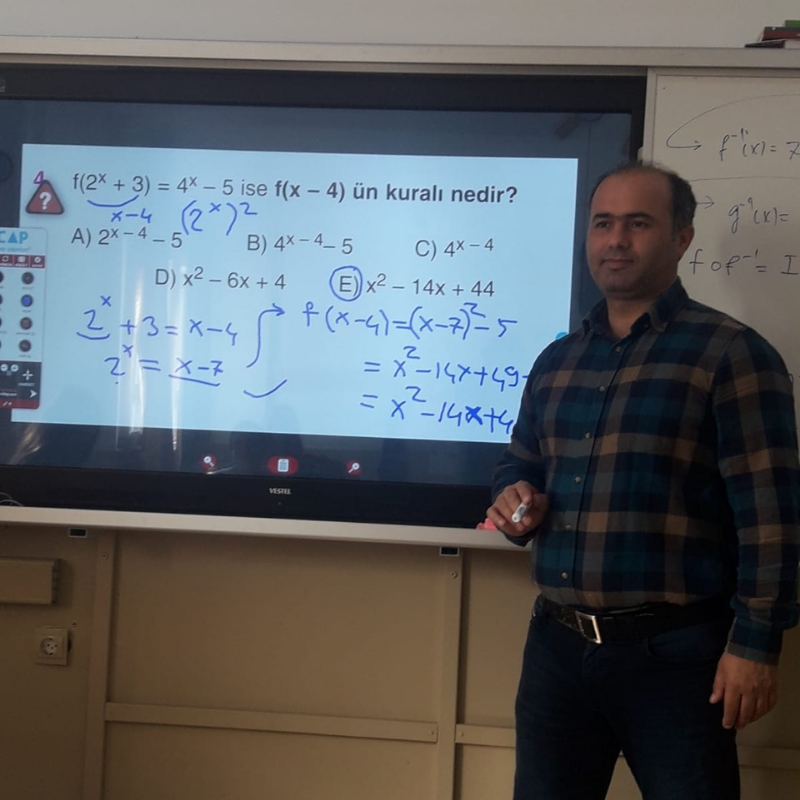 4 f(2ˣ + 3) = 4ˣ – 5 ise f(x – 4) ün kuralı nedir?
?
x-4 (2ˣ)²
A) 2ˣ⁻⁴ – 5 B) 4ˣ⁻⁴ – 5 C) 4ˣ⁻⁴
D) x² – 6x + 4 E) x² – 14x + 44
2ˣ + 3 = x-4
2ˣ = x-7
f(x-4) = (x-7)² - 5
= x² - 14x + 49 -
= x² - 14x + 4
VESTEL
f⁻¹(x) = 7
g⁻¹(x) =
f o f⁻¹ = I